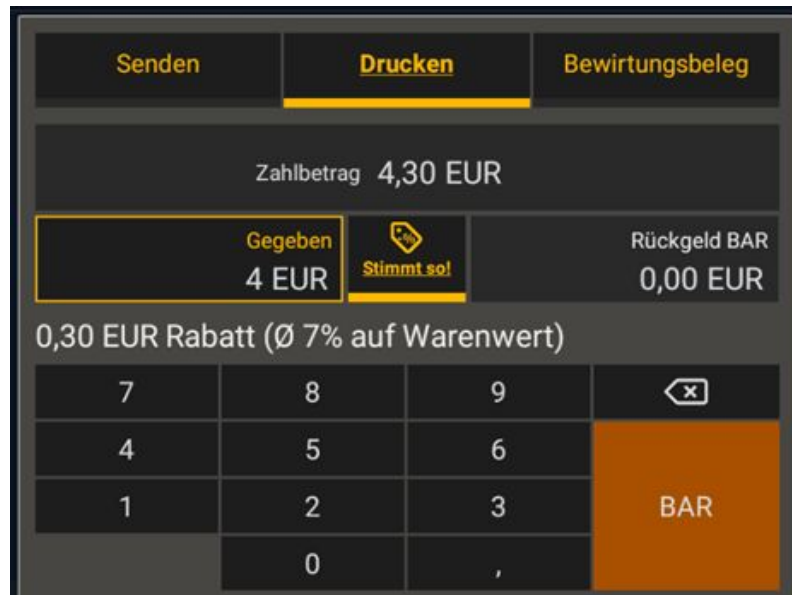 Senden Drucken Bewirtungsbeleg
Zahlbetrag 4,30 EUR
Gegeben
4 EUR
%
Stimmt so!
Rückgeld BAR
0,00 EUR
0,30 EUR Rabatt (Ø 7% auf Warenwert)
7 8 9
4 5 6
1 2 3 BAR
0 ,